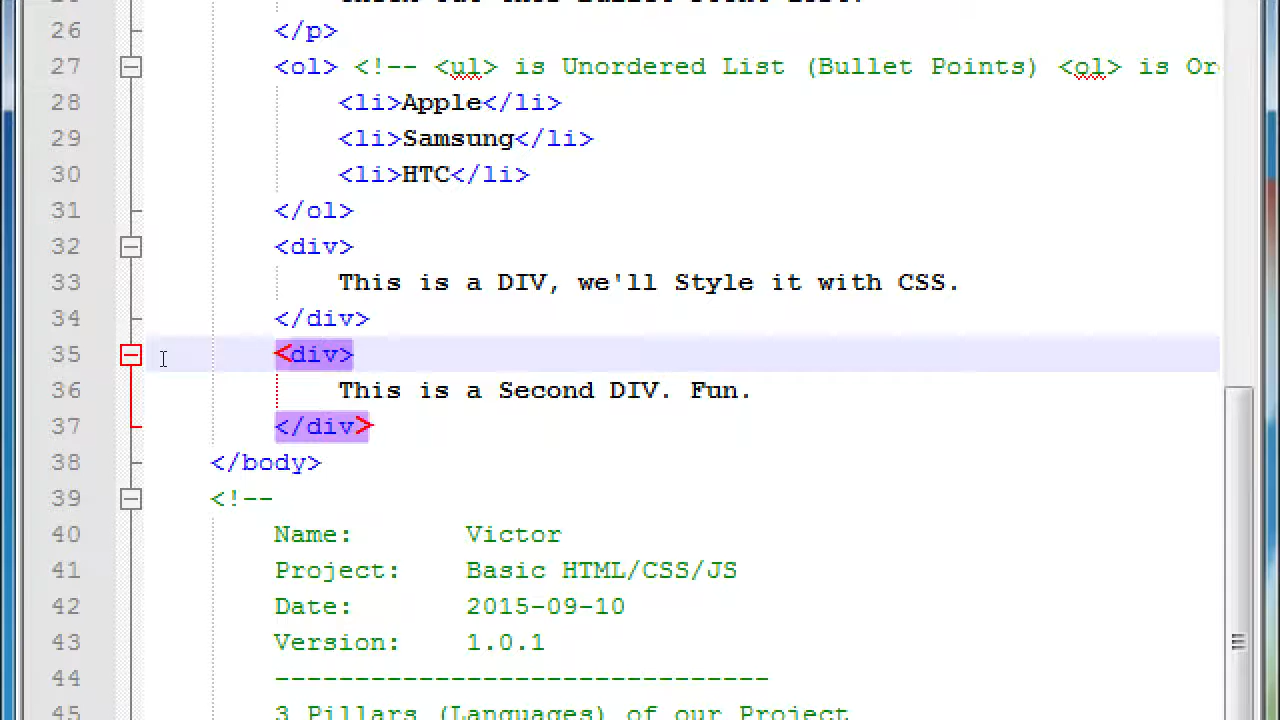 26 </p>
27 <ol> <!-- <ul> is Unordered List (Bullet Points) <ol> is Or
28 <li>Apple</li>
29 <li>Samsung</li>
30 <li>HTC</li>
31 </ol>
32 <div>
33 This is a DIV, we'll Style it with CSS.
34 </div>
35 <div>
36 This is a Second DIV. Fun.
37 </div>
38 </body>
39 <!--
40 Name: Victor
41 Project: Basic HTML/CSS/JS
42 Date: 2015-09-10
43 Version: 1.0.1
44 -------------------------------
45 3 Pillars (Languages) of our Project